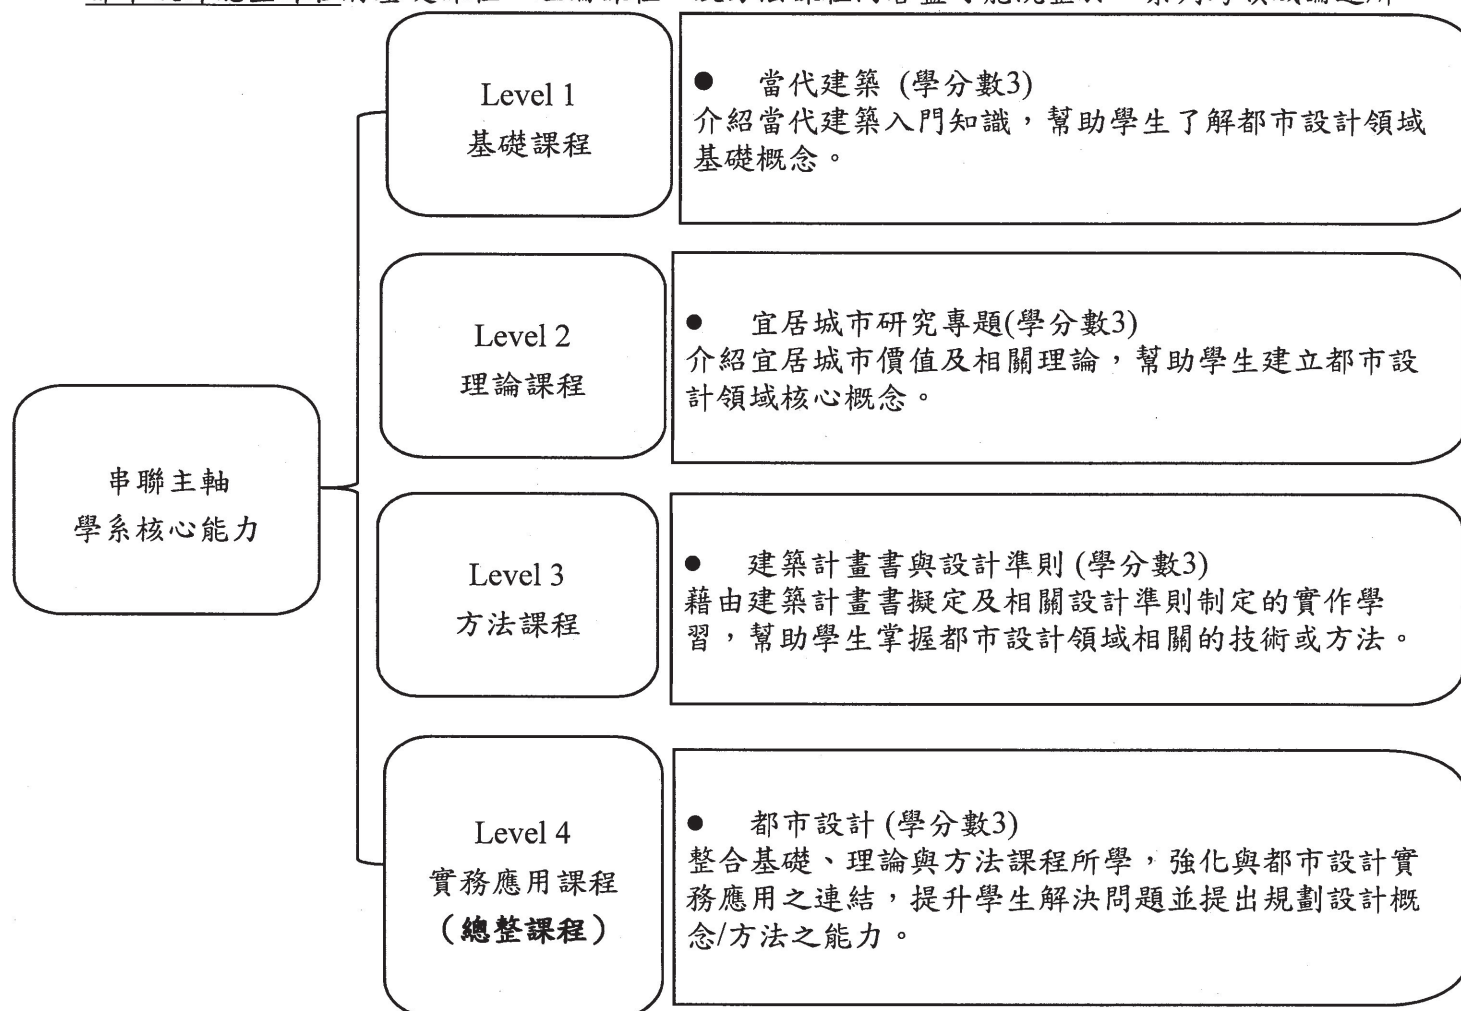 Level 1
基礎課程
● 當代建築 (學分數3)
介紹當代建築入門知識，幫助學生了解都市設計領域
基礎概念。
Level 2
理論課程
● 宜居城市研究專題(學分數3)
介紹宜居城市價值及相關理論，幫助學生建立都市設
計領域核心概念。
串聯主軸
學系核心能力
Level 3
方法課程
● 建築計畫書與設計準則 (學分數3)
藉由建築計畫書擬定及相關設計準則制定的實作學
習，幫助學生掌握都市設計領域相關的技術或方法。
Level 4
實務應用課程
（總整課程）
● 都市設計 (學分數3)
整合基礎、理論與方法課程所學，強化與都市設計實
務應用之連結，提升學生解決問題並提出規劃設計概
念/方法之能力。